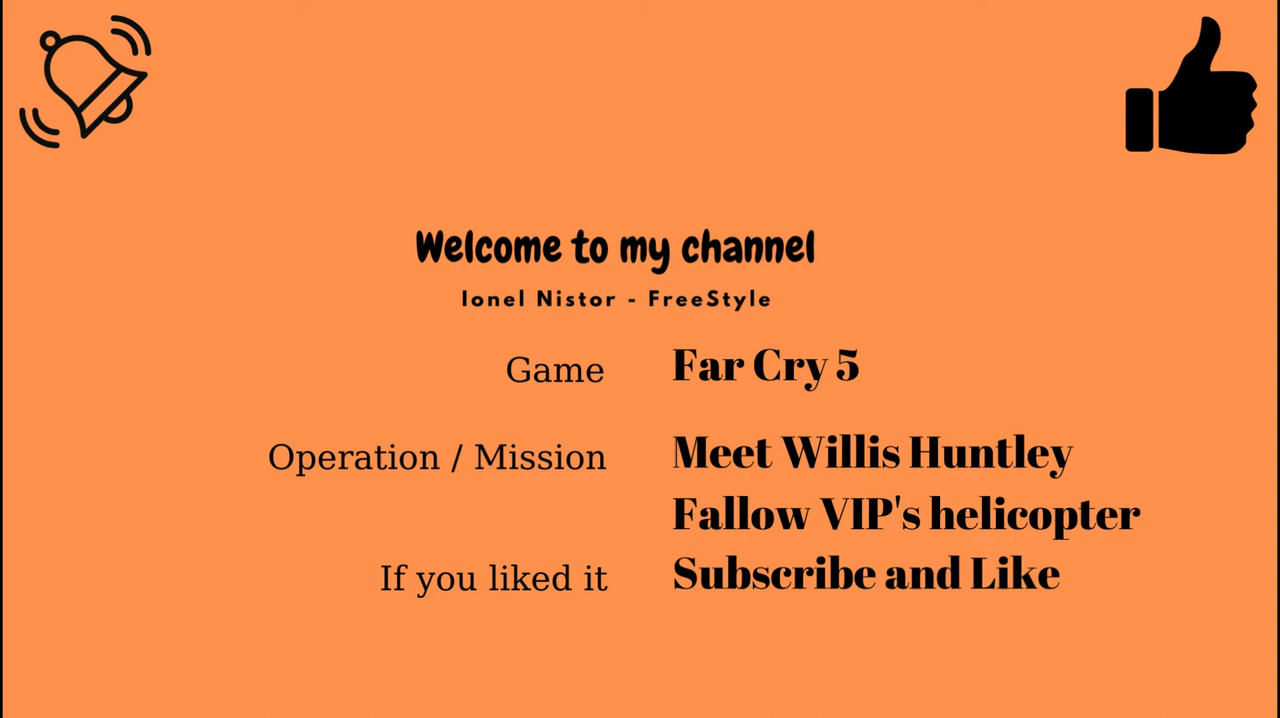 Welcome to my channel
Ionel Nistor - FreeStyle
Game Far Cry 5
Operation / Mission Meet Willis Huntley
Fallow VIP's helicopter
If you liked it Subscribe and Like